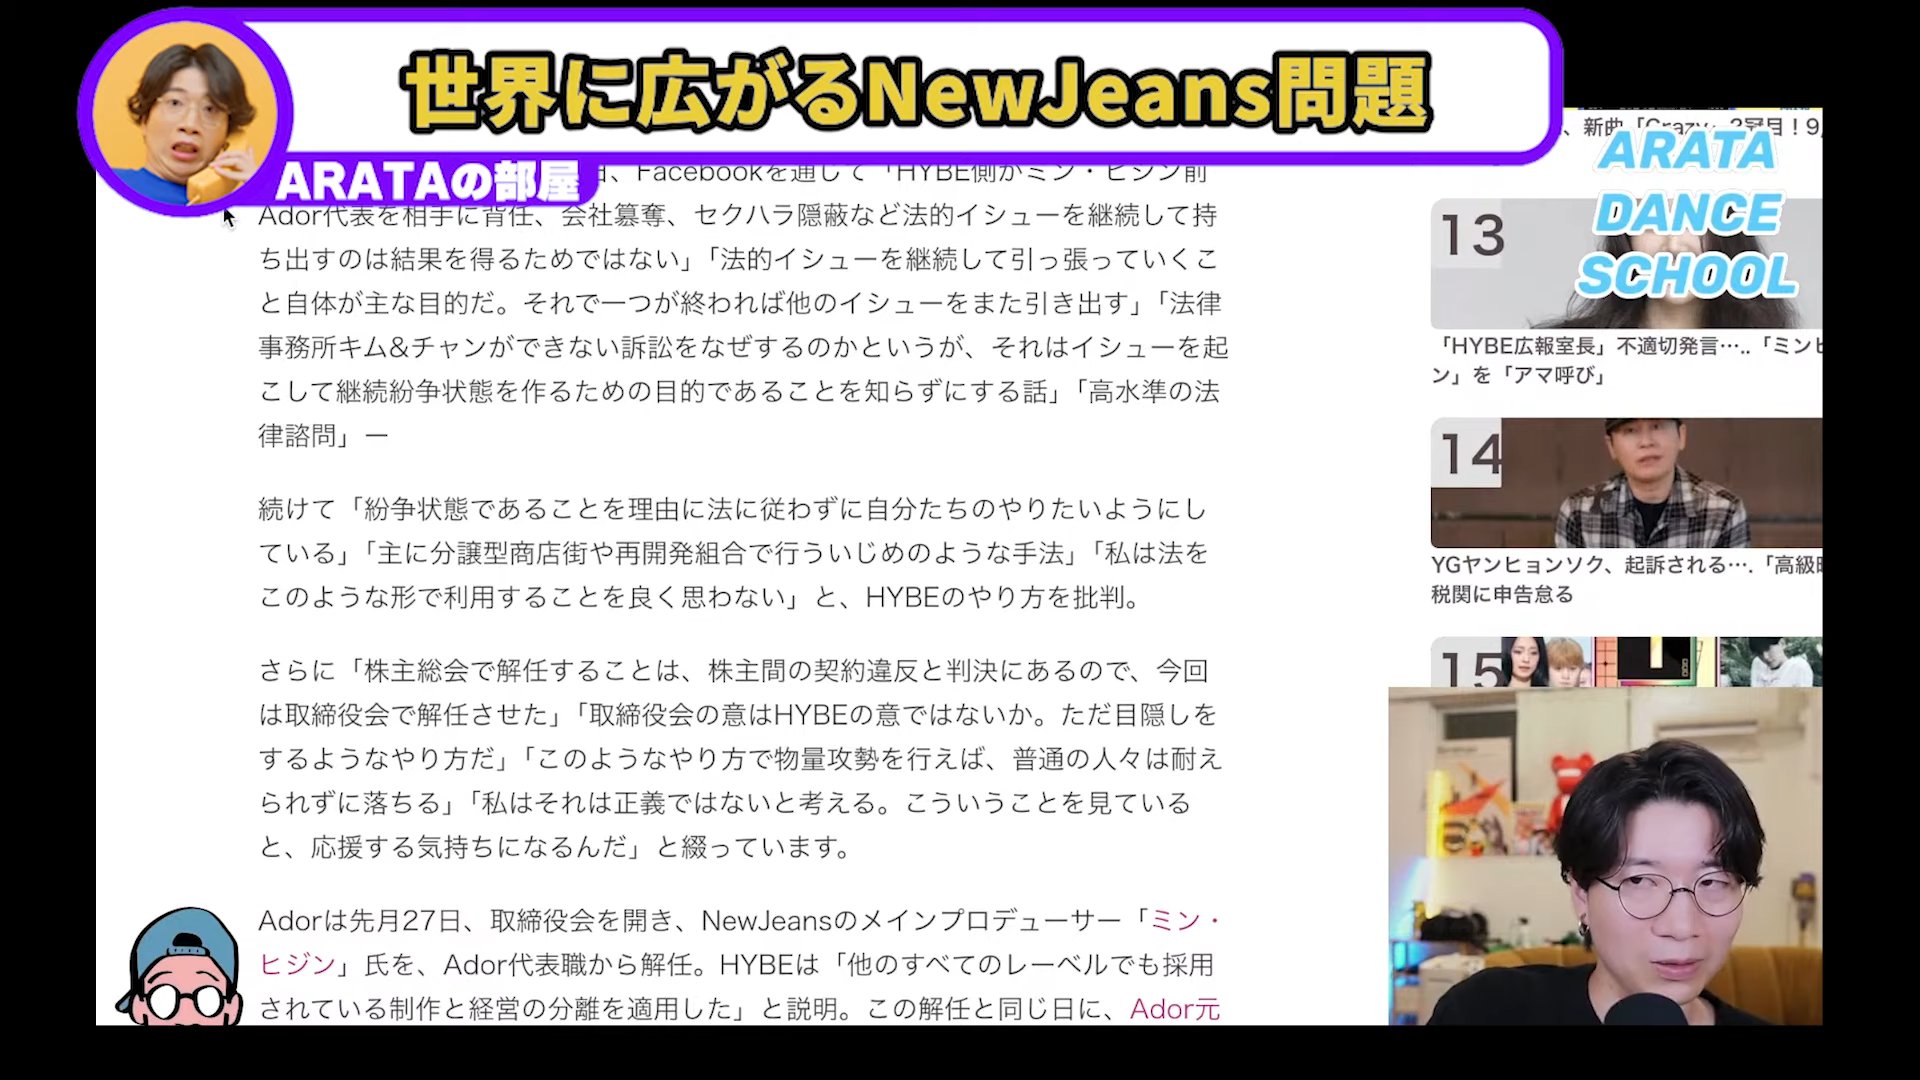 世界に広がるNewJeans問題
ARATAの部屋
ARATA
DANCE
SCHOOL
、Facebookを通じて「HYBE側がミン・ヒジン前
Ador代表を相手に背任、会社簒奪、セクハラ隠蔽など法的イシューを継続して持
ち出すのは結果を得るためではない」「法的イシューを継続して引っ張っていくこ
と自体が主な目的だ。それで一つが終われば他のイシューをまた引き出す」「法律
事務所キム&チャンができない訴訟をなぜするのかというが、それはイシューを起
こして継続紛争状態を作るための目的であることを知らずにする話」「高水準の法
律諮問」ー
続けて「紛争状態であることを理由に法に従わずに自分たちのやりたいようにし
ている」「主に分譲型商店街や再開発組合で行ういじめのような手法」「私は法を
このような形で利用することを良く思わない」と、HYBEのやり方を批判。
さらに「株主総会で解任することは、株主間の契約違反と判決にあるので、今回
は取締役会で解任させた」「取締役会の意はHYBEの意ではないか。ただ目隠しを
するようなやり方だ」「このようなやり方で物量攻勢を行えば、普通の人々は耐え
られずに落ちる」「私はそれは正義ではないと考える。こういうことを見ている
と、応援する気持ちになるんだ」と綴っています。
Adorは先月27日、取締役会を開き、NewJeansのメインプロデューサー「ミン・
ヒジン」氏を、Ador代表職から解任。HYBEは「他のすべてのレーベルでも採用
されている制作と経営の分離を適用した」と説明。この解任と同じ日に、Ador元
、新曲「Crazy」2冠目！9
13
「HYBE広報室長」不適切発言…..「ミンヒ
ン」を「アマ呼び」
14
YGヤンヒョンソク、起訴される….「高級
税関に申告怠る
15